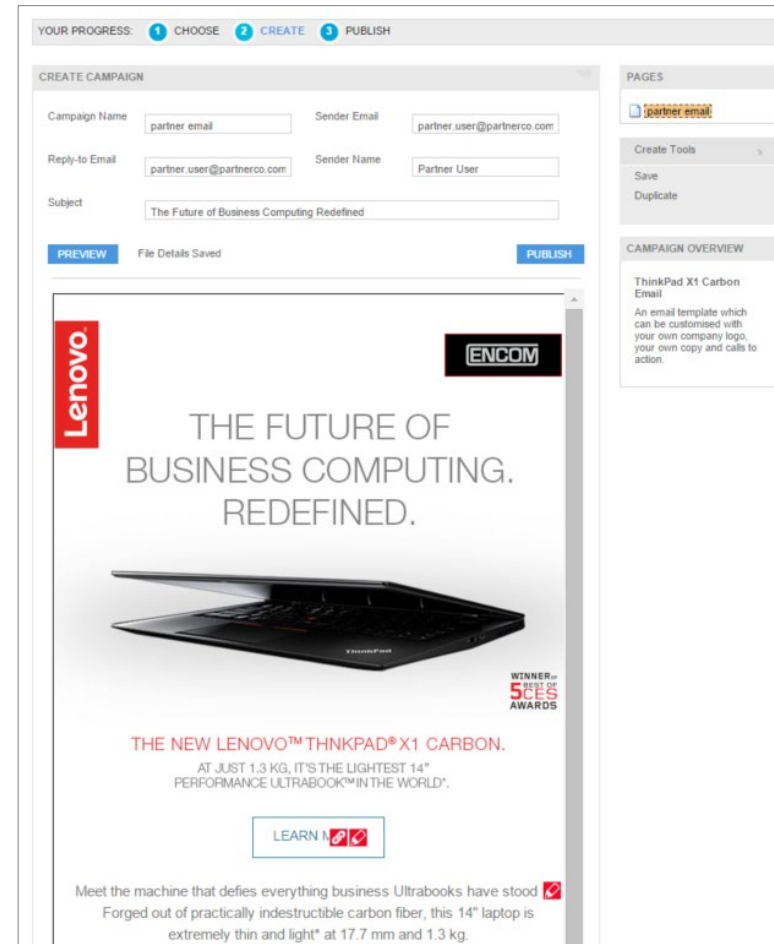 YOUR PROGRESS: 1 CHOOSE 2 CREATE 3 PUBLISH
CREATE CAMPAIGN
Campaign Name partner email Sender Email partner.user@partnerco.com
Reply-to Email partner.user@partnerco.com Sender Name Partner User
Subject The Future of Business Computing Redefined
PREVIEW File Details Saved PUBLISH
Lenovo.
ENCOM
THE FUTURE OF
BUSINESS COMPUTING.
REDEFINED.
ThinkPad
WINNER OF
5 BEST OF
CES
AWARDS
THE NEW LENOVO™ THNKPAD® X1 CARBON.
AT JUST 1.3 KG, IT'S THE LIGHTEST 14"
PERFORMANCE ULTRABOOK™ IN THE WORLD*.
LEARN
Meet the machine that defies everything business Ultrabooks have stood
Forged out of practically indestructible carbon fiber, this 14" laptop is
extremely thin and light* at 17.7 mm and 1.3 kg.
PAGES
partner email
Create Tools
Save
Duplicate
CAMPAIGN OVERVIEW
ThinkPad X1 Carbon
Email
An email template which
can be customised with
your own company logo,
your own copy and calls to
action.